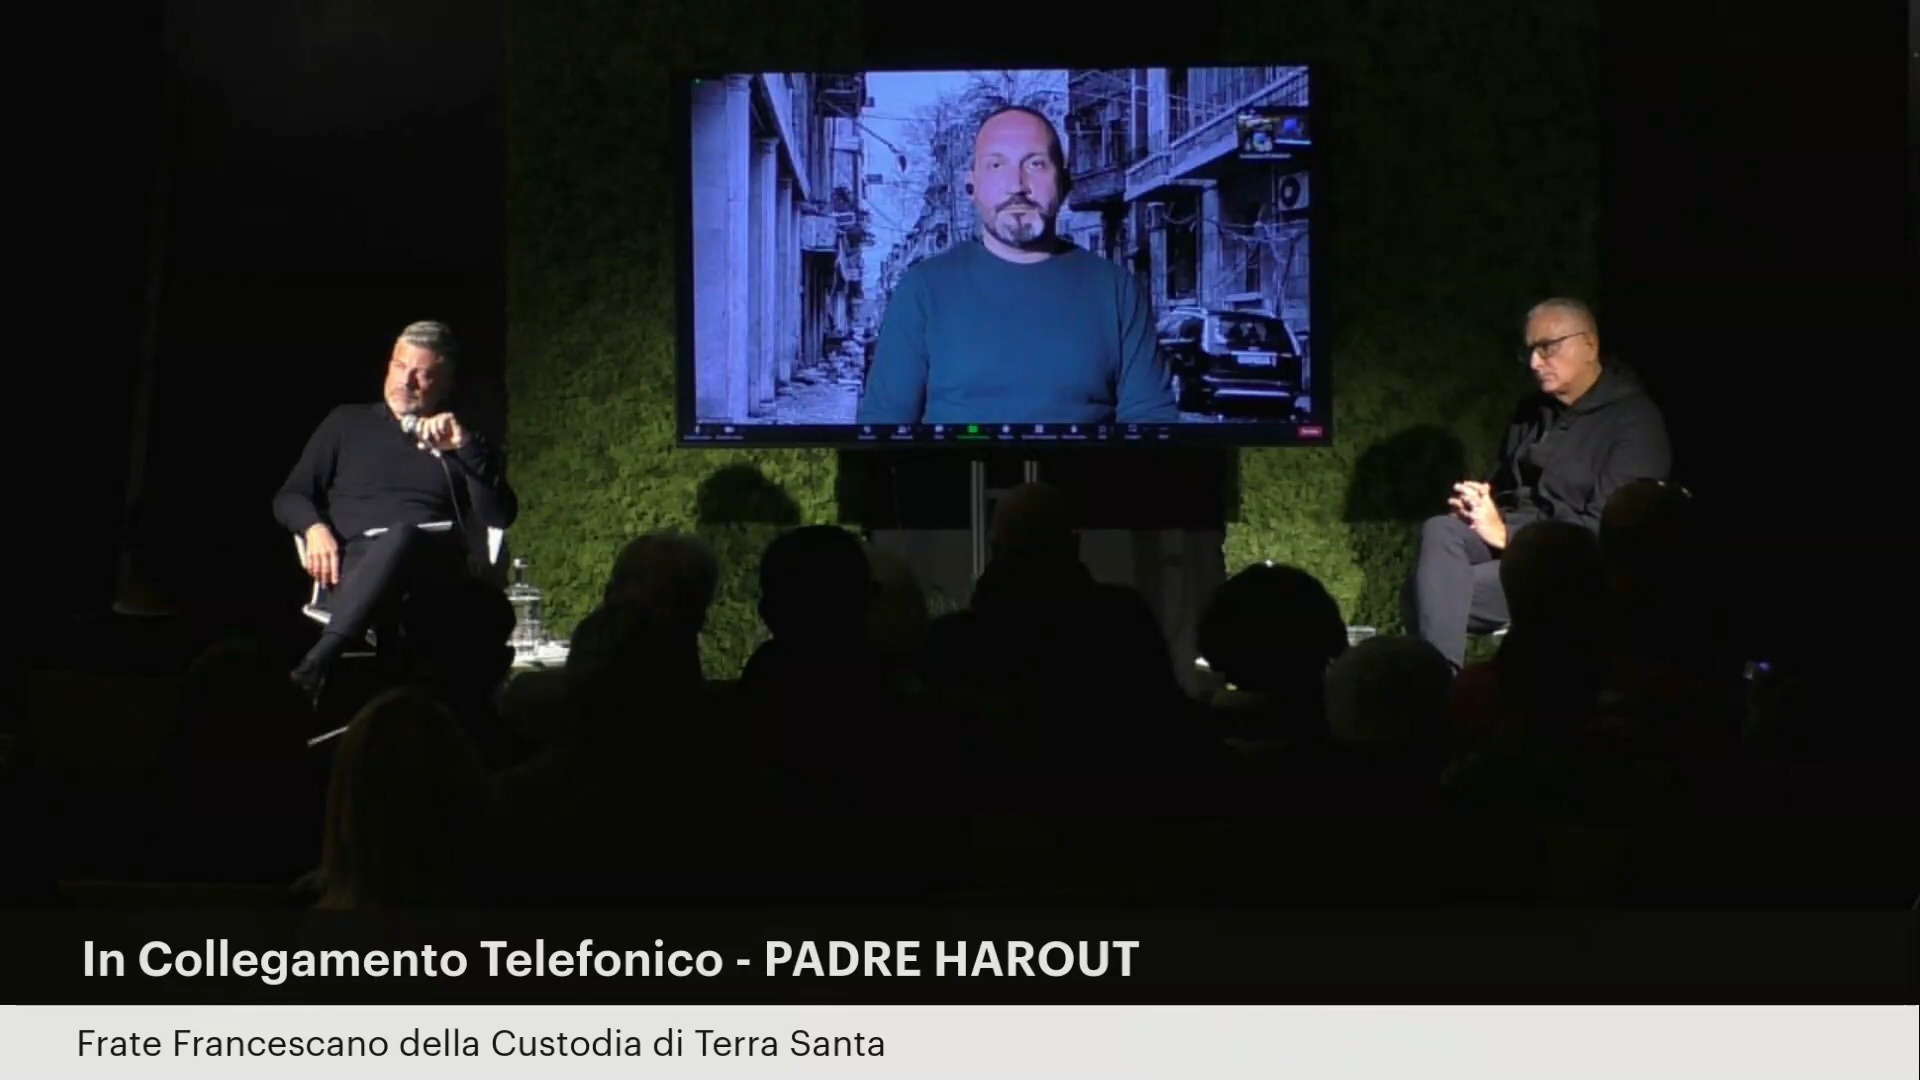 In Collegamento Telefonico - PADRE HAROUT
Frate Francescano della Custodia di Terra Santa